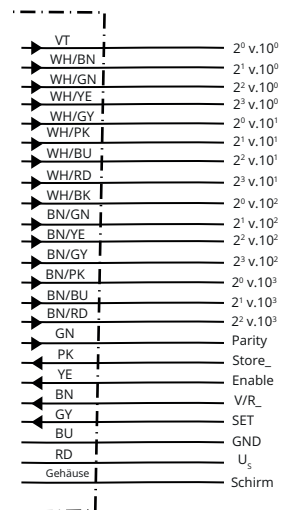 VT 2⁰ v.10⁰
WH/BN 2¹ v.10⁰
WH/GN 2² v.10⁰
WH/YE 2³ v.10⁰
WH/GY 2⁰ v.10¹
WH/PK 2¹ v.10¹
WH/BU 2² v.10¹
WH/RD 2³ v.10¹
WH/BK 2⁰ v.10²
BN/GN 2¹ v.10²
BN/YE 2² v.10²
BN/GY 2³ v.10²
BN/PK 2⁰ v.10³
BN/BU 2¹ v.10³
BN/RD 2² v.10³
GN Parity
PK Store_
YE Enable
BN V/R_
GY SET
BU GND
RD Uₛ
Gehäuse Schirm